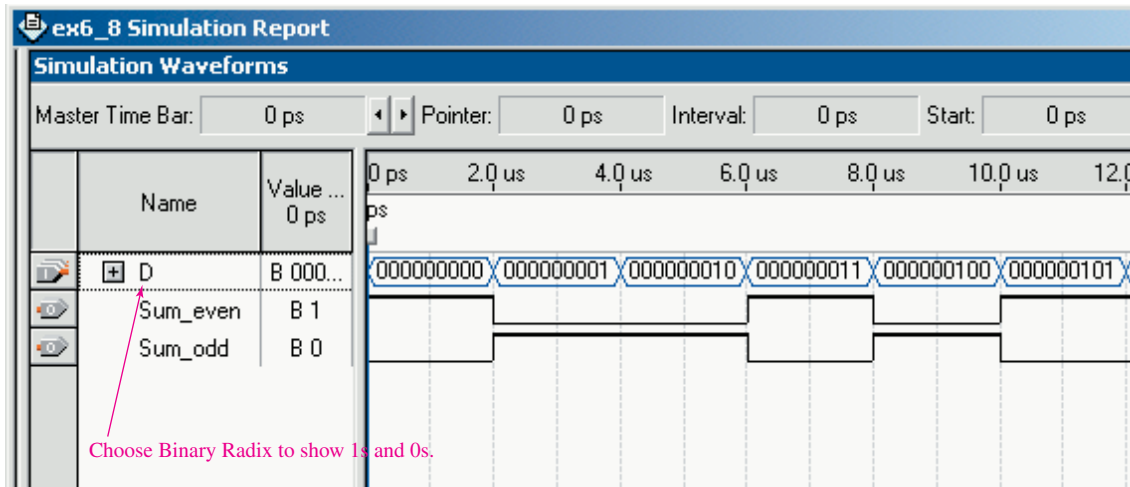 ex6_8 Simulation Report
Simulation Waveforms
Master Time Bar: 0 ps Pointer: 0 ps Interval: 0 ps Start: 0 ps
Name Value ... 0 ps
0 ps 2.0 us 4.0 us 6.0 us 8.0 us 10.0 us 12.0
ps
D B 000... 000000000 000000001 000000010 000000011 000000100 000000101
Sum_even B 1
Sum_odd B 0
Choose Binary Radix to show 1s and 0s.